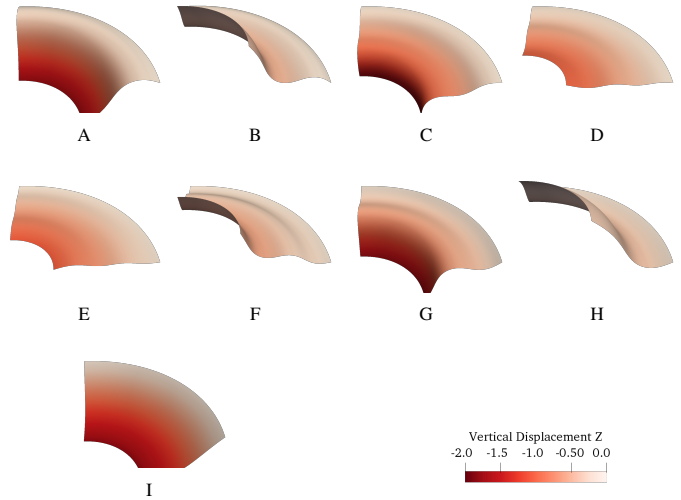 A B C D
E F G H
I
Vertical Displacement Z
-2.0 -1.5 -1.0 -0.50 0.0